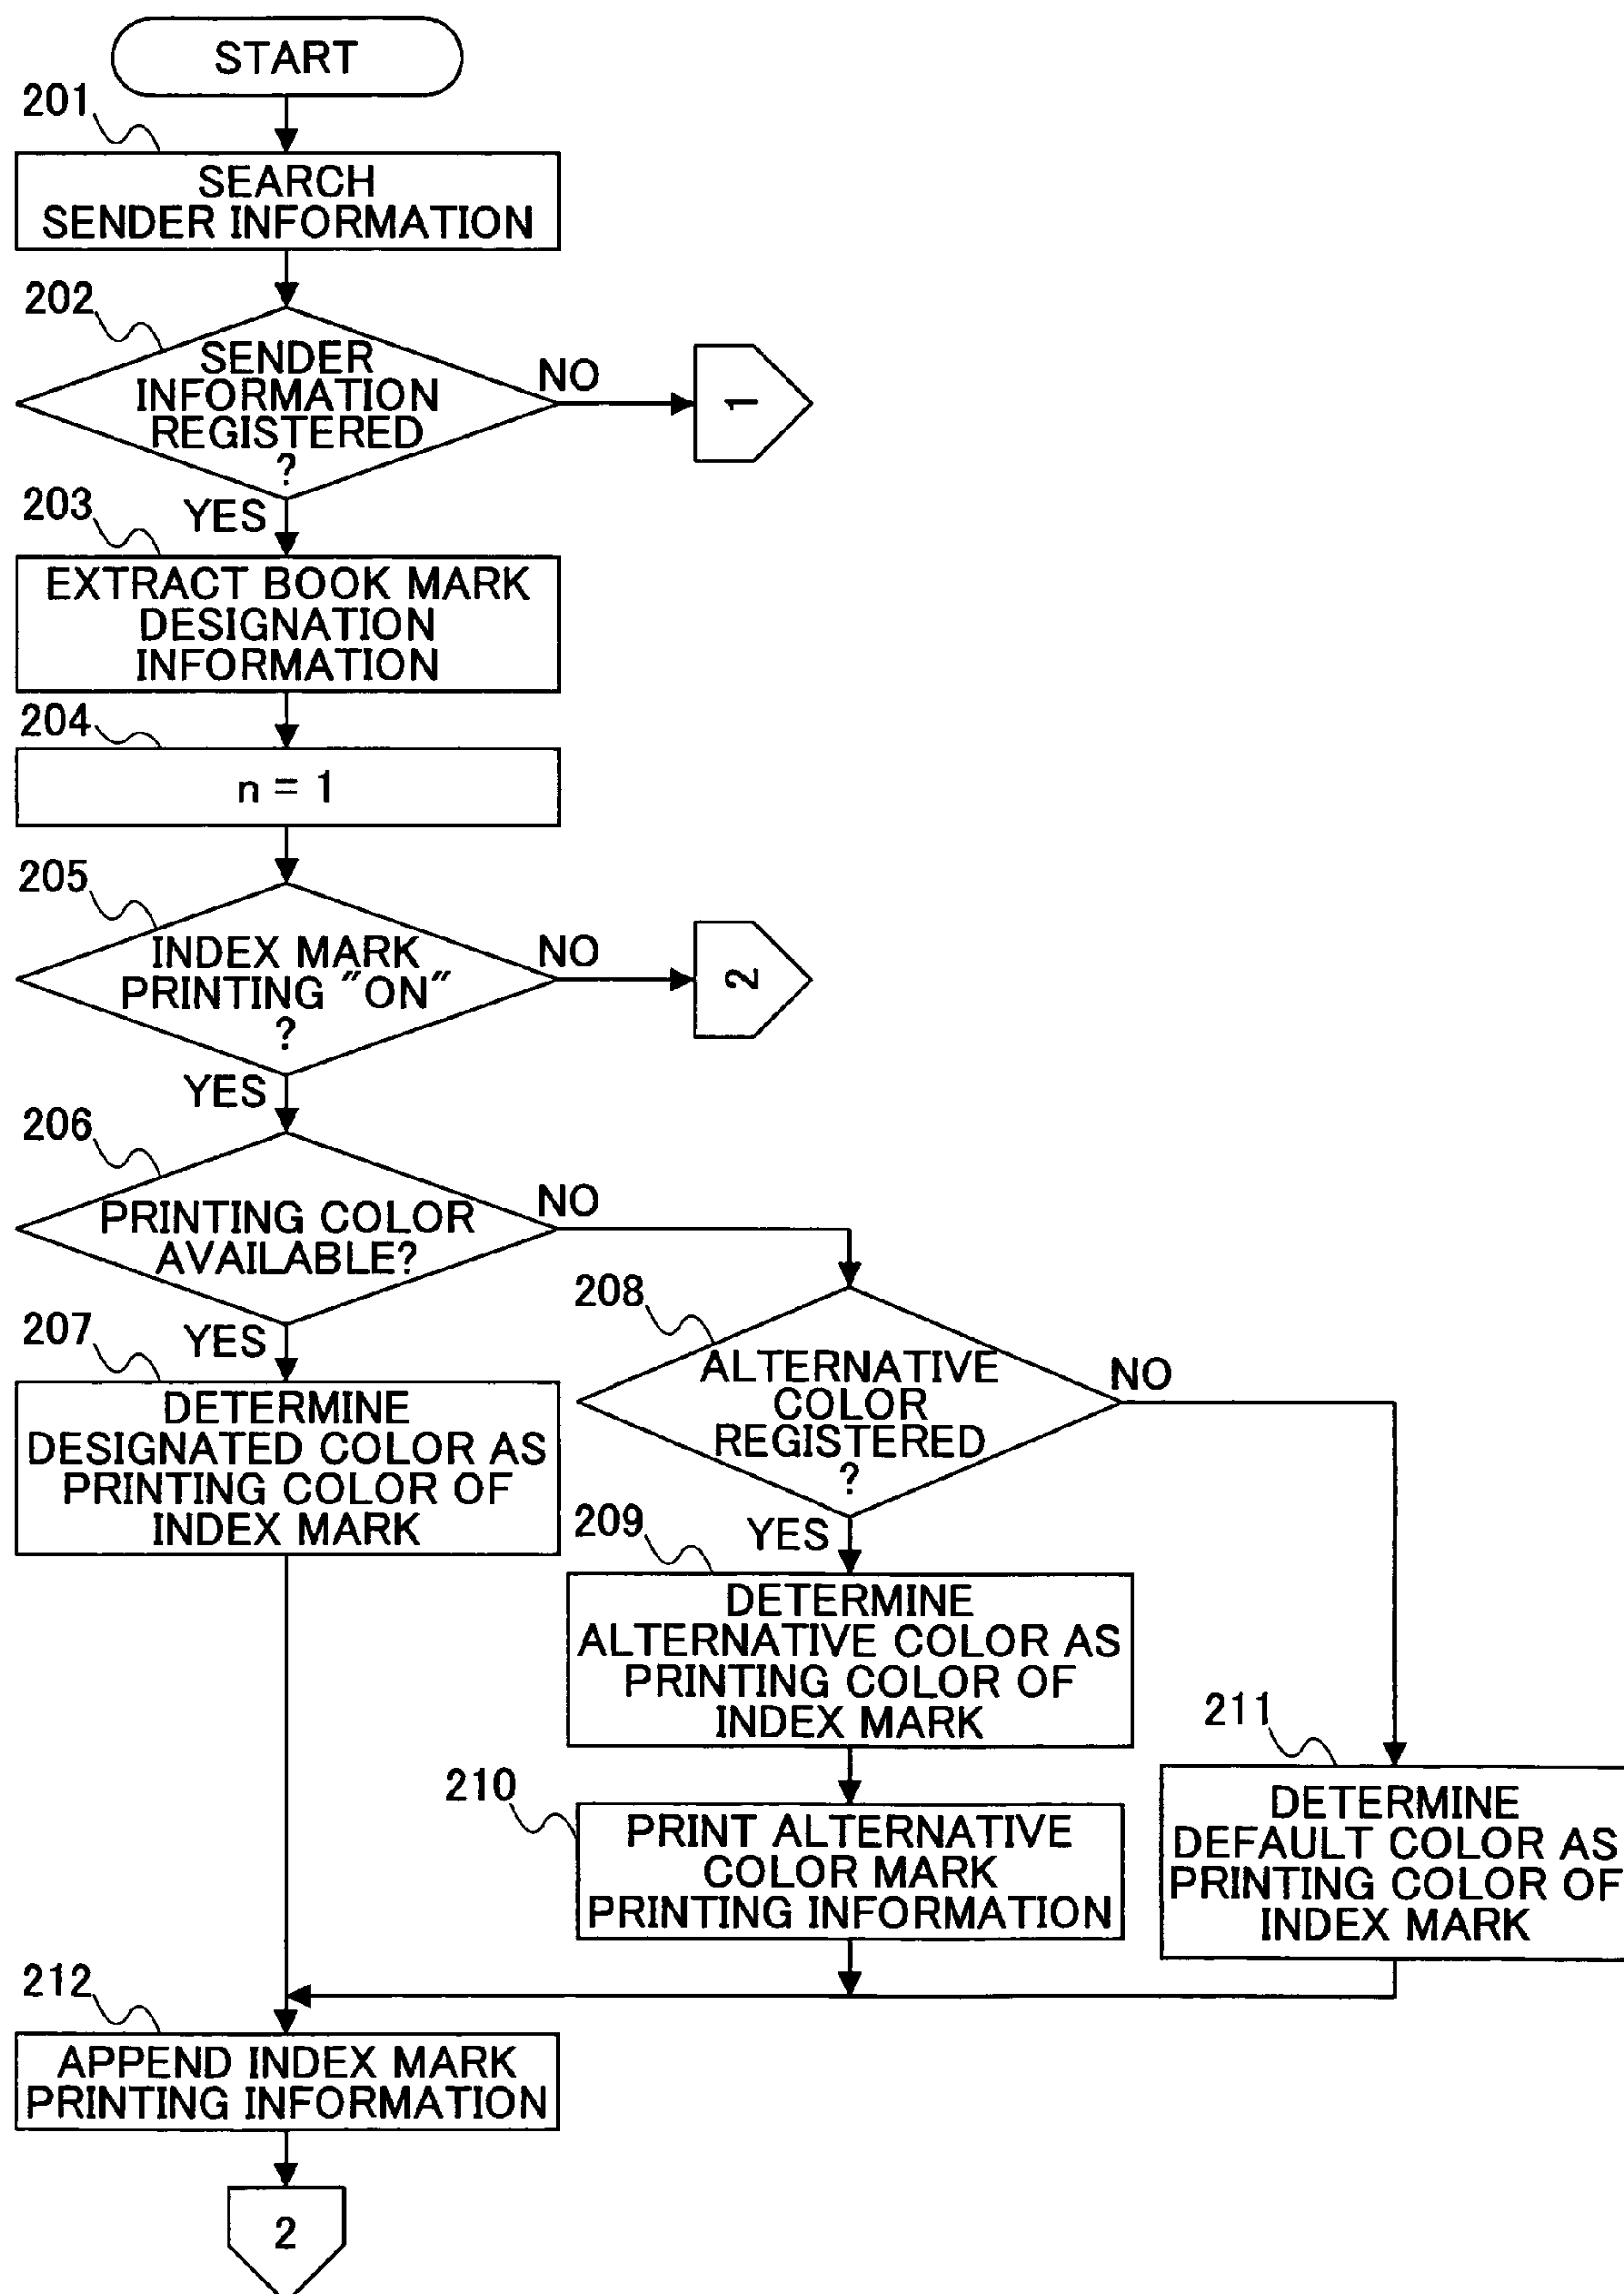 START
201
SEARCH
SENDER INFORMATION
202
SENDER
INFORMATION
REGISTERED
?
NO
1
YES
203
EXTRACT BOOK MARK
DESIGNATION
INFORMATION
204
n = 1
205
INDEX MARK
PRINTING "ON"
?
NO
2
YES
206
PRINTING COLOR
AVAILABLE?
NO
YES
207
DETERMINE
DESIGNATED COLOR AS
PRINTING COLOR OF
INDEX MARK
208
ALTERNATIVE
COLOR
REGISTERED
?
NO
YES
209
DETERMINE
ALTERNATIVE COLOR AS
PRINTING COLOR OF
INDEX MARK
210
PRINT ALTERNATIVE
COLOR MARK
PRINTING INFORMATION
211
DETERMINE
DEFAULT COLOR AS
PRINTING COLOR OF
INDEX MARK
212
APPEND INDEX MARK
PRINTING INFORMATION
2